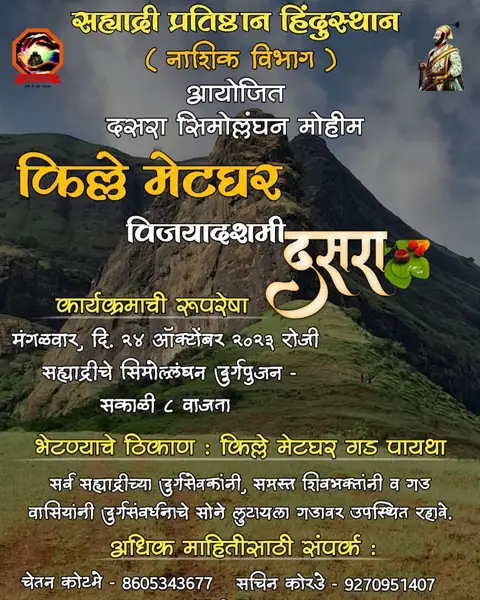 सह्याद्री प्रतिष्ठान हिंदुस्थान
( नाशिक विभाग )
आयोजित
दसरा सिमोल्लंघन मोहीम
किल्ले मेटघर
विजयादशमी
दसरा
कार्यक्रमाची रूपरेषा
मंगळवार, दि. २४ ऑक्टोंबर २०२३ रोजी
सह्याद्रीचे सिमोल्लंघन दुर्गपुजन -
सकाळी ८ वाजता
भेटण्याचे ठिकाण : किल्ले मेटघर गड पायथा
सर्व सह्याद्रीच्या दुर्गसेवकांनी, समस्त शिवभक्तांनी व गड
वासियांनी दुर्गसंवर्धनाचे सोने लुटायला गडावर उपस्थित रहावे.
अधिक माहितीसाठी संपर्क :
चेतन कोटमे - 8605343677 सचिन कोरडे - 9270951407